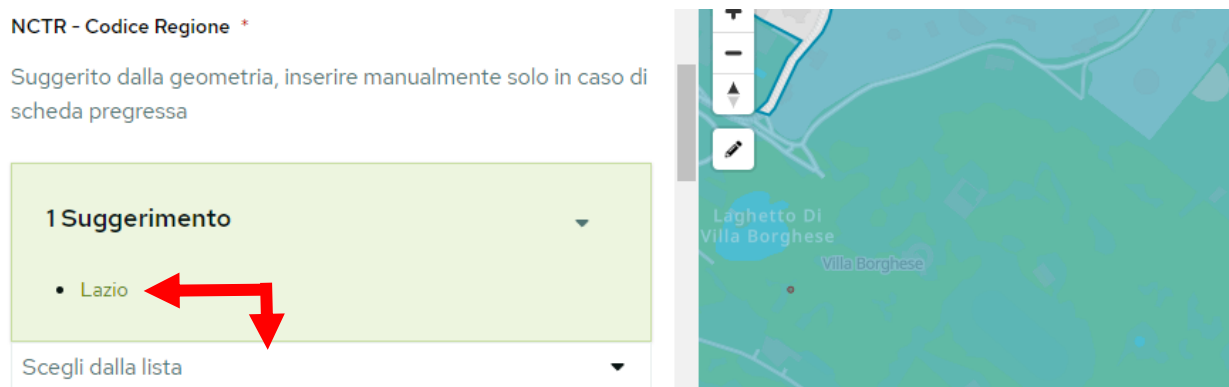 NCTR - Codice Regione *
Suggerito dalla geometria, inserire manualmente solo in caso di
scheda pregressa
1 Suggerimento
Lazio
Scegli dalla lista
Laghetto Di
Villa Borghese
Villa Borghese